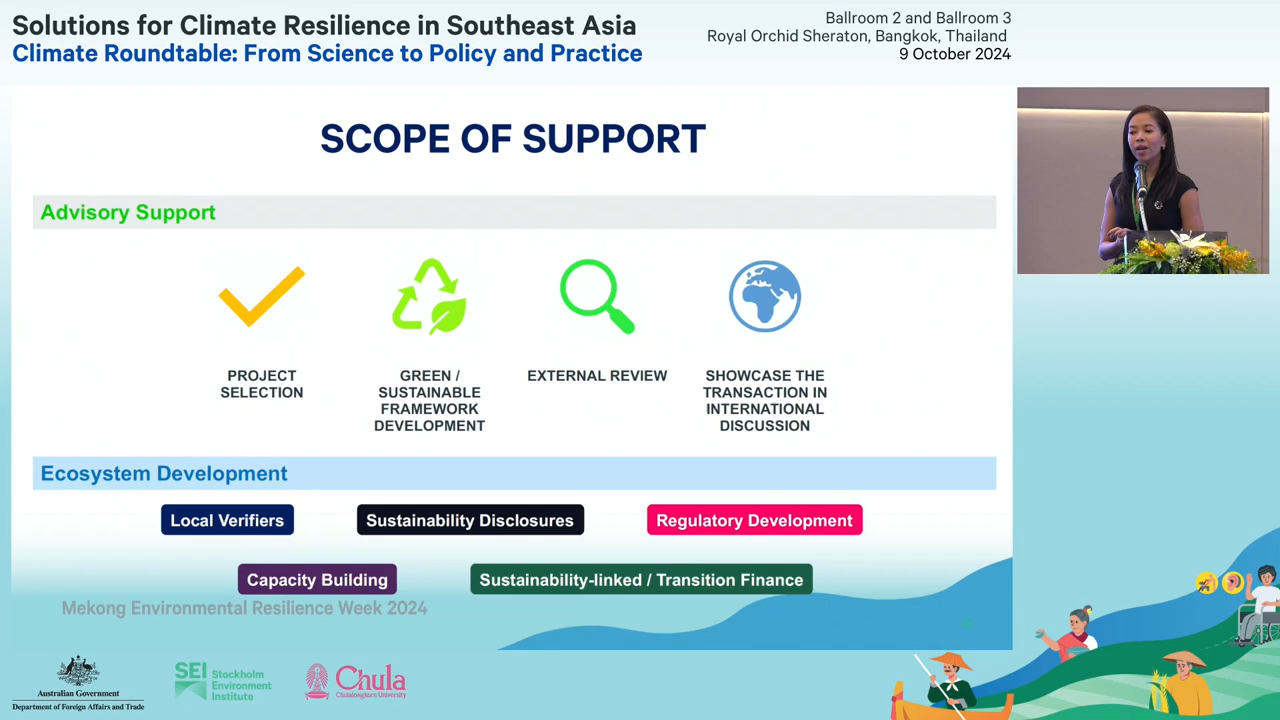 Solutions for Climate Resilience in Southeast Asia
Climate Roundtable: From Science to Policy and Practice
Ballroom 2 and Ballroom 3
Royal Orchid Sheraton, Bangkok, Thailand
9 October 2024
SCOPE OF SUPPORT
Advisory Support
PROJECT
SELECTION
GREEN /
SUSTAINABLE
FRAMEWORK
DEVELOPMENT
EXTERNAL REVIEW
SHOWCASE THE
TRANSACTION IN
INTERNATIONAL
DISCUSSION
Ecosystem Development
Local Verifiers
Sustainability Disclosures
Regulatory Development
Capacity Building
Sustainability-linked / Transition Finance
Mekong Environmental Resilience Week 2024
Australian Government
Department of Foreign Affairs and Trade
SEI
Stockholm
Environment
Institute
Chula
Chulalongkorn University